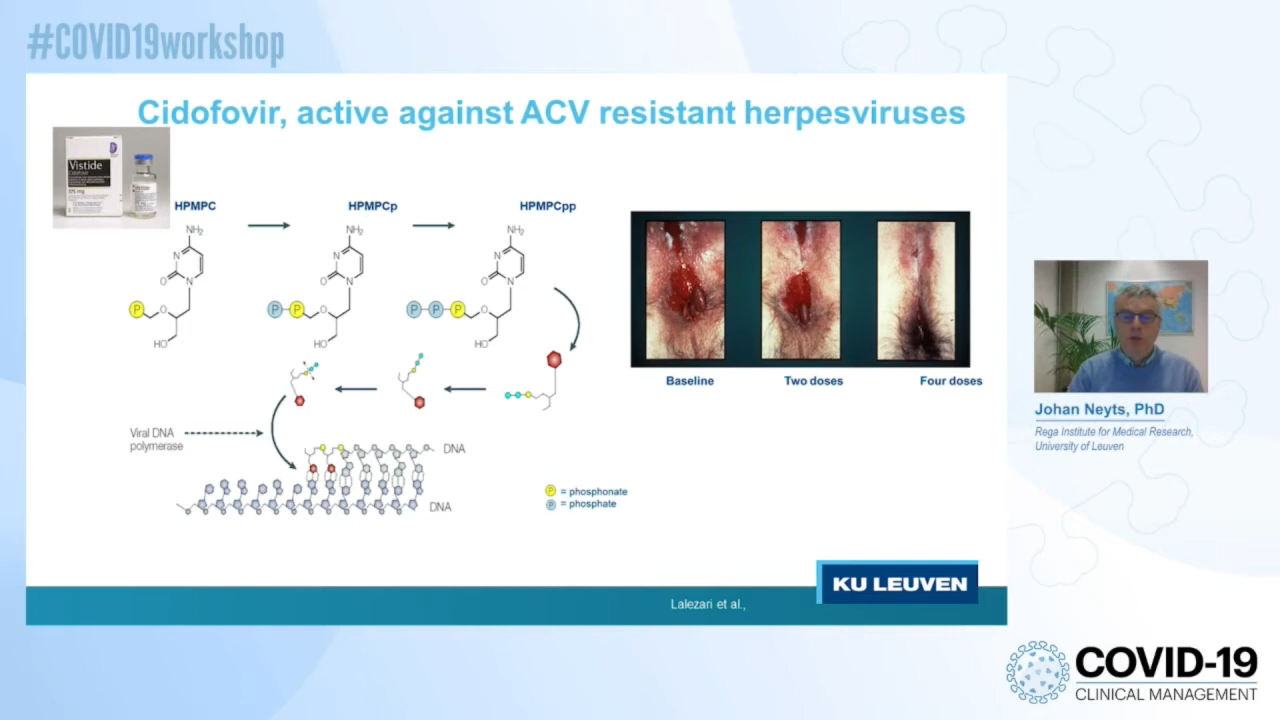 #COVID19workshop
Cidofovir, active against ACV resistant herpesviruses
Vistide
HPMPC
HPMPCp
HPMPCpp
NH2
NH2
NH2
N
N
N
O
N
O
N
O
N
P
O
P
P
O
P
P
P
O
HO
HO
HO
Baseline
Two doses
Four doses
Viral DNA
polymerase
DNA
DNA
P = phosphonate
P = phosphate
KU LEUVEN
Lalezari et al.,
Johan Neyts, PhD
Rega Institute for Medical Research,
University of Leuven
COVID-19
CLINICAL MANAGEMENT